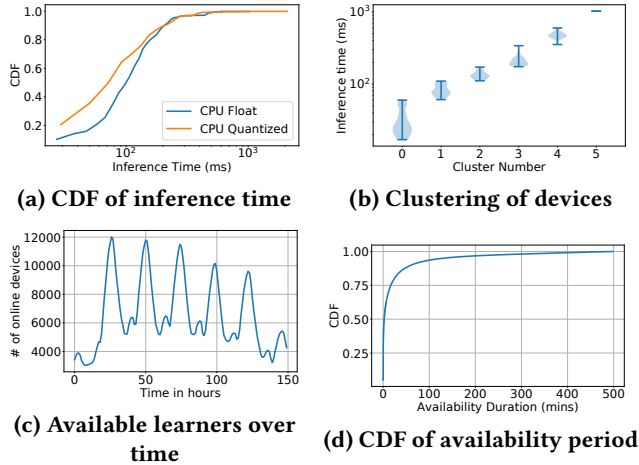 1.0
0.8
0.6
0.4
0.2
CDF
CPU Float
CPU Quantized
10²
10³
Inference Time (ms)
(a) CDF of inference time
10³
10²
Inference time (ms)
0 1 2 3 4 5
Cluster Number
(b) Clustering of devices
12000
10000
8000
6000
4000
# of online devices
0 50 100 150
Time in hours
(c) Available learners over
time
1.00
0.75
0.50
0.25
CDF
0 100 200 300 400 500
Availability Duration (mins)
(d) CDF of availability period